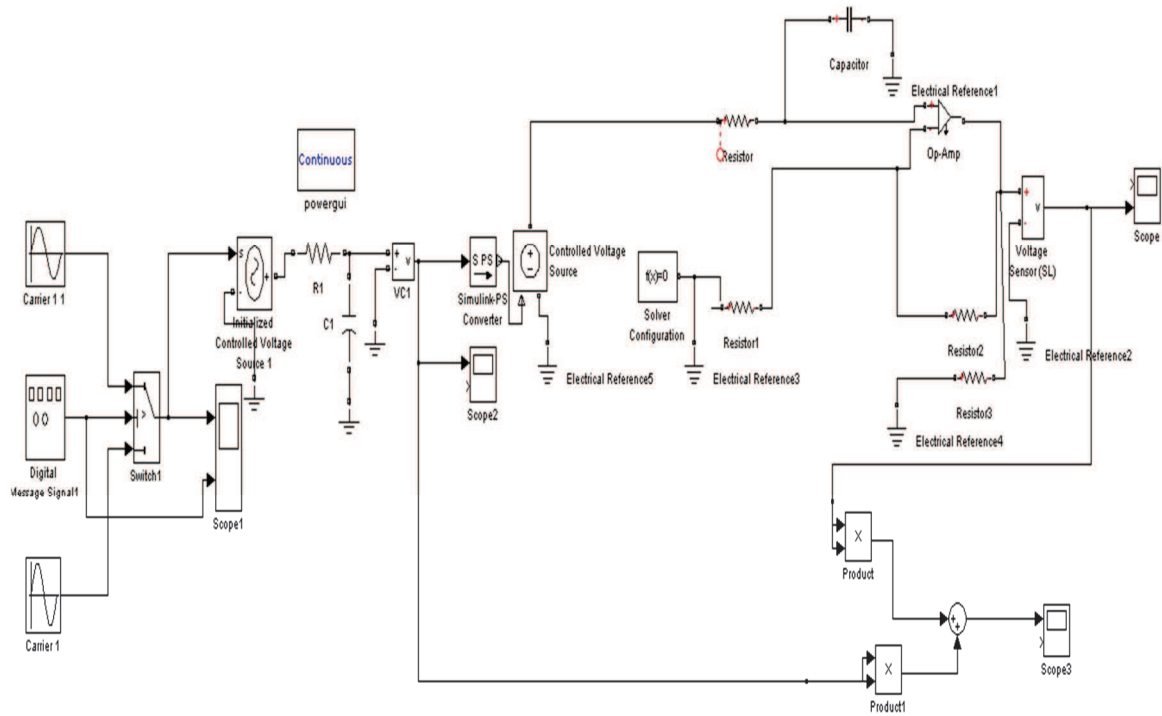 Capacitor
Electrical Reference1
Op-Amp
Resistor
Continuous
powergui
Carrier 1 1
s
Initialized
Controlled Voltage
Source 1
R1
C1
+
-
v
VC1
S PS
Simulink-PS
Converter
Controlled Voltage
Source
Electrical Reference5
f(x)=0
Solver
Configuration
Resistor1
Electrical Reference3
+
-
V
Voltage
Sensor (SL)
Scope
Resistor2
Electrical Reference2
Resistor3
Electrical Reference4
Scope2
Digital
Message Signal1
>
Switch1
Scope1
Carrier 1
X
Product
X
Product1
+
+
Scope3